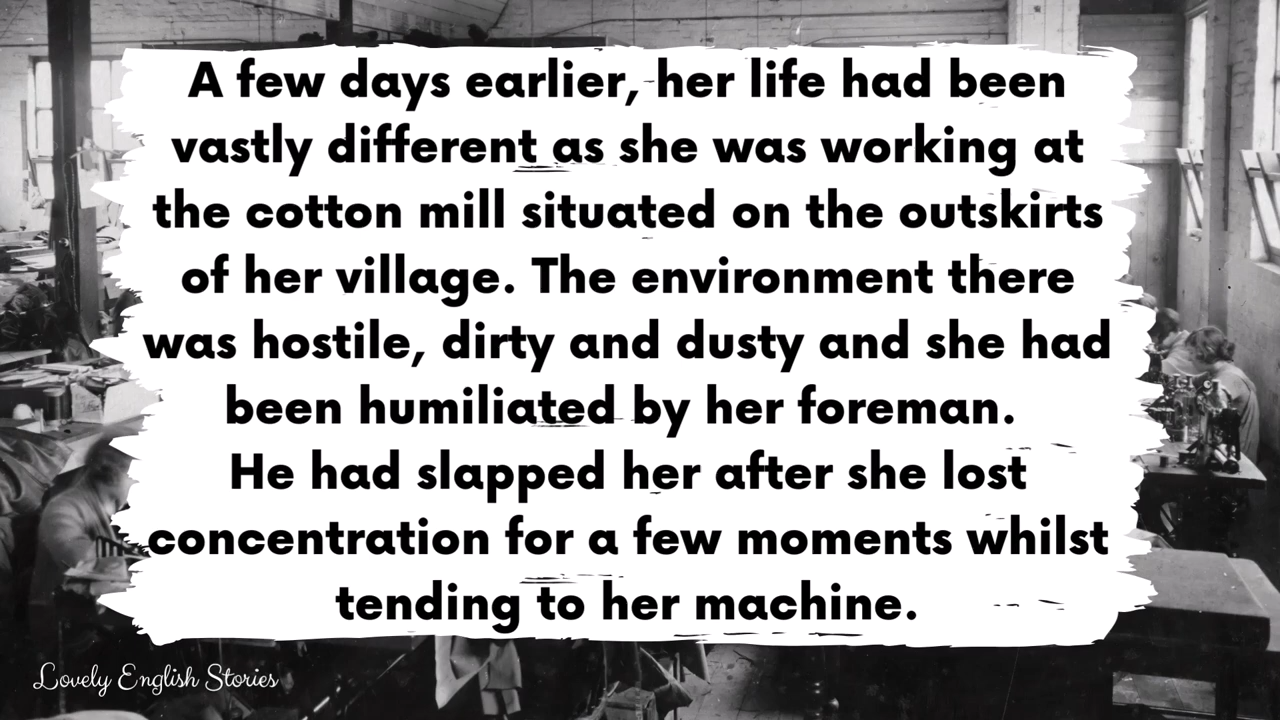 A few days earlier, her life had been
vastly different as she was working at
the cotton mill situated on the outskirts
of her village. The environment there
was hostile, dirty and dusty and she had
been humiliated by her foreman.
He had slapped her after she lost
concentration for a few moments whilst
tending to her machine.
Lovely English Stories